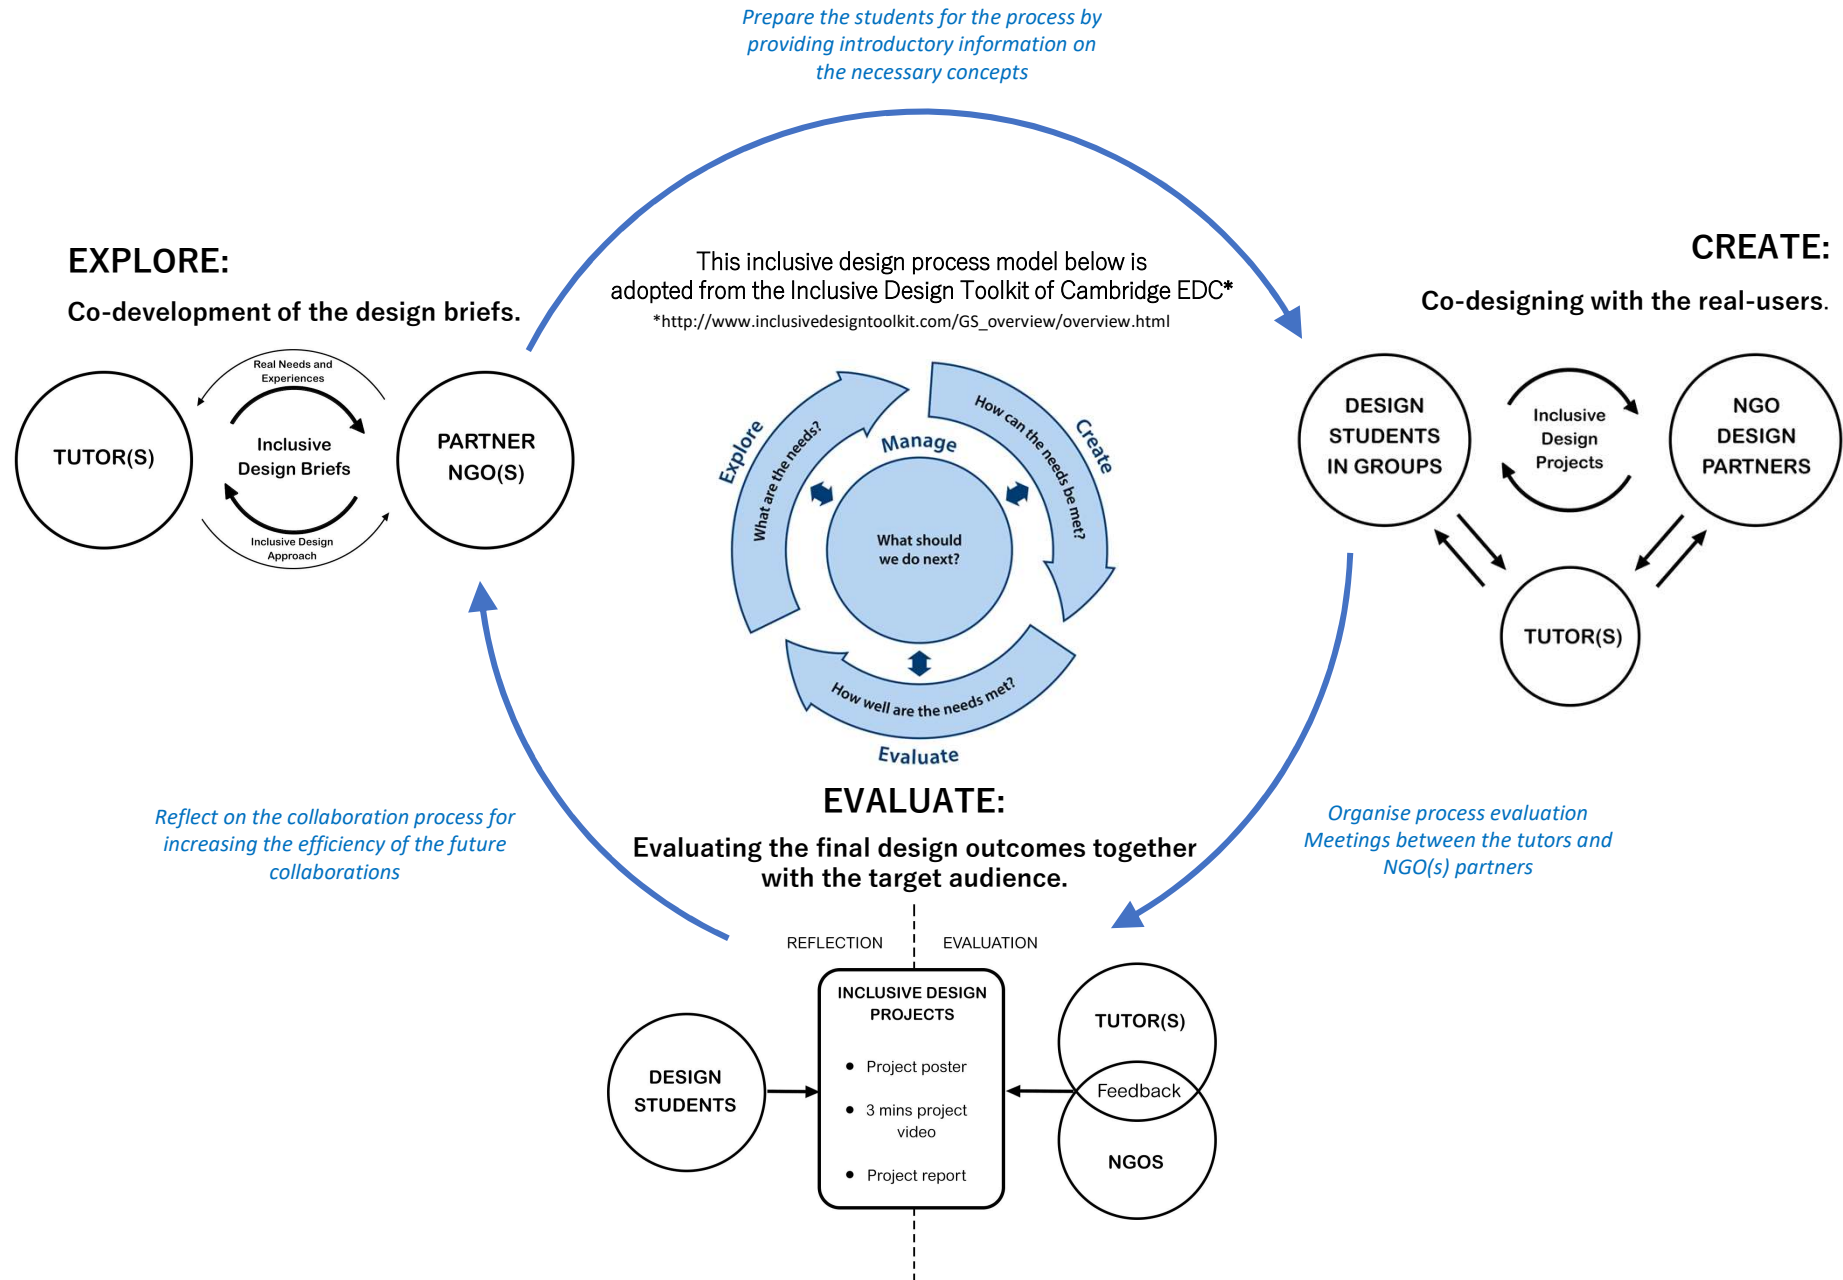 Prepare the students for the process by
providing introductory information on
the necessary concepts
EXPLORE:
Co-development of the design briefs.
This inclusive design process model below is
adopted from the Inclusive Design Toolkit of Cambridge EDC*
*http://www.inclusivedesigntoolkit.com/GS_overview/overview.html
CREATE:
Co-designing with the real-users.
TUTOR(S)
Real Needs and
Experiences
Inclusive
Design Briefs
Inclusive Design
Approach
PARTNER
NGO(S)
Explore
What are the needs?
Manage
What should
we do next?
How can the needs be met?
Create
How well are the needs met?
Evaluate
DESIGN
STUDENTS
IN GROUPS
Inclusive
Design
Projects
NGO
DESIGN
PARTNERS
TUTOR(S)
Reflect on the collaboration process for
increasing the efficiency of the future
collaborations
EVALUATE:
Evaluating the final design outcomes together
with the target audience.
Organise process evaluation
Meetings between the tutors and
NGO(s) partners
REFLECTION
EVALUATION
DESIGN
STUDENTS
INCLUSIVE DESIGN
PROJECTS
● Project poster
● 3 mins project
video
● Project report
TUTOR(S)
Feedback
NGOS